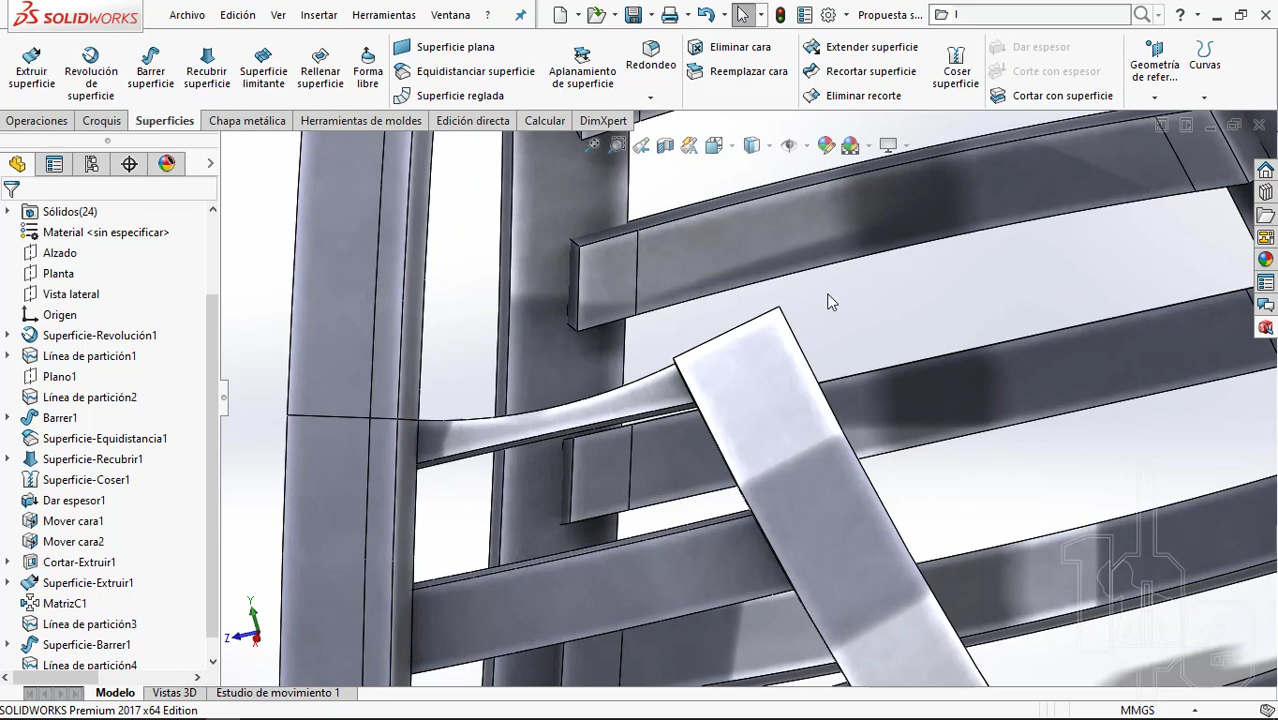 SOLIDWORKS
Archivo Edición Ver Insertar Herramientas Ventana ?
Propuesta s...
l
?
Extruir superficie
Revolución de superficie
Barrer superficie
Recubrir superficie
Superficie limitante
Rellenar superficie
Forma libre
Superficie plana
Equidistanciar superficie
Superficie reglada
Aplanamiento de superficie
Redondeo
Eliminar cara
Reemplazar cara
Extender superficie
Recortar superficie
Eliminar recorte
Coser superficie
Dar espesor
Corte con espesor
Cortar con superficie
Geometría de refer...
Curvas
Operaciones Croquis Superficies Chapa metálica Herramientas de moldes Edición directa Calcular DimXpert
Sólidos(24)
Material <sin especificar>
Alzado
Planta
Vista lateral
Origen
Superficie-Revolución1
Línea de partición1
Plano1
Línea de partición2
Barrer1
Superficie-Equidistancia1
Superficie-Recubrir1
Superficie-Coser1
Dar espesor1
Mover cara1
Mover cara2
Cortar-Extruir1
Superficie-Extruir1
MatrizC1
Línea de partición3
Superficie-Barrer1
Línea de partición4
Y
Z
X
Modelo Vistas 3D Estudio de movimiento 1
SOLIDWORKS Premium 2017 x64 Edition
MMGS